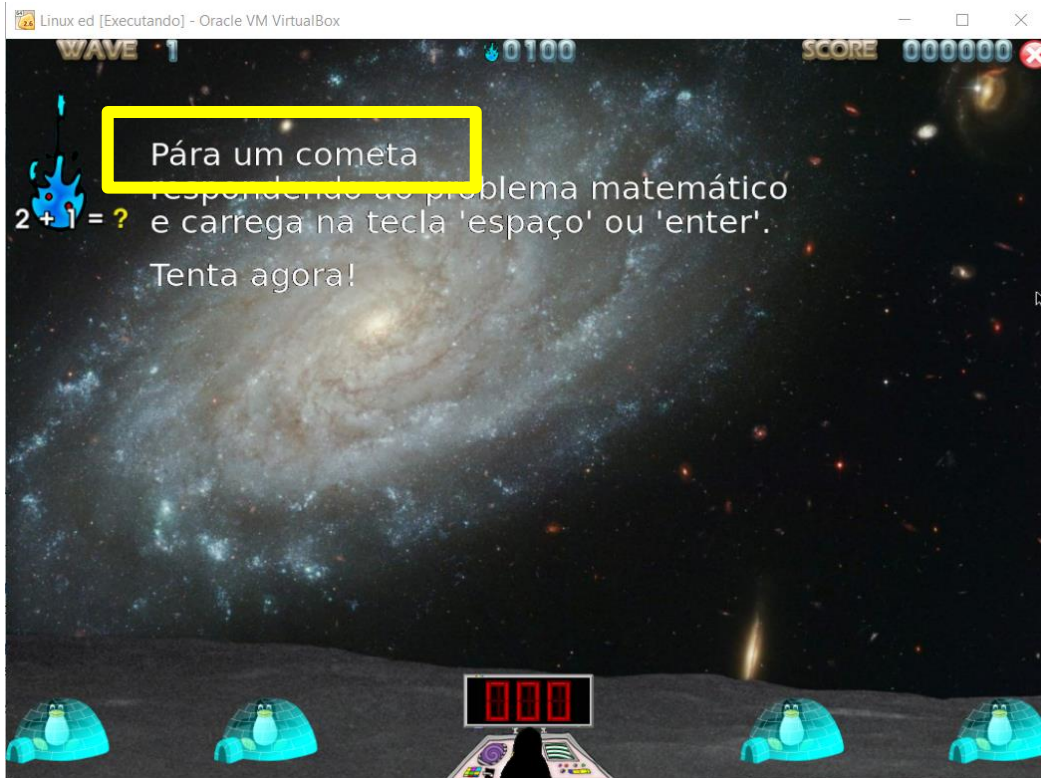 Linux ed [Executando] - Oracle VM VirtualBox
WAVE 1 0100 SCORE 000000
Pára um cometa
respondendo ao problema matemático
2 + 1 = ? e carrega na tecla 'espaço' ou 'enter'.
Tenta agora!
000